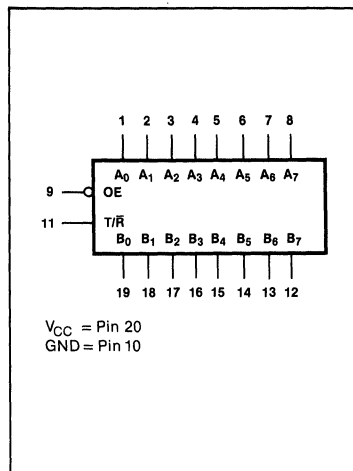 1 2 3 4 5 6 7 8
A0 A1 A2 A3 A4 A5 A6 A7
9 OE
11 T/R̅
B0 B1 B2 B3 B4 B5 B6 B7
19 18 17 16 15 14 13 12
VCC = Pin 20
GND = Pin 10